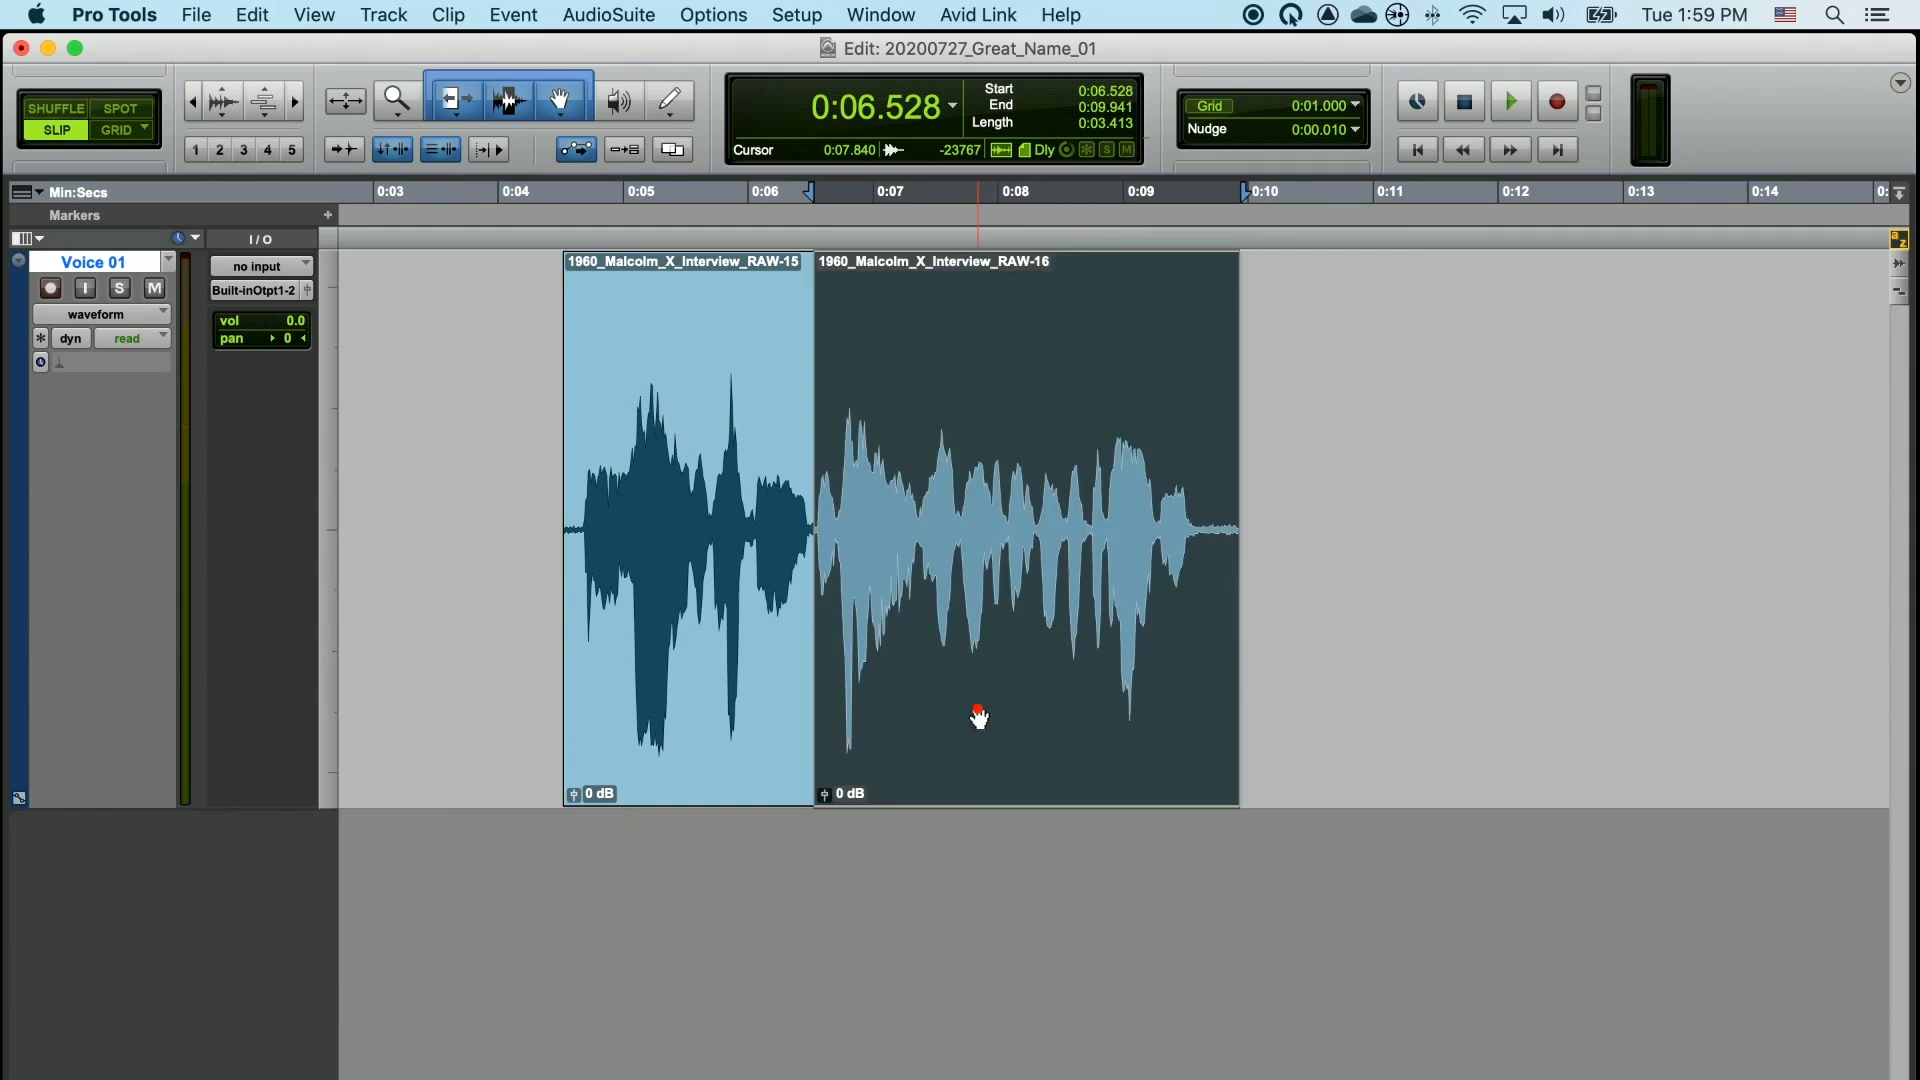 Pro Tools File Edit View Track Clip Event AudioSuite Options Setup Window Avid Link Help Tue 1:59 PM
Edit: 20200727_Great_Name_01
SHUFFLE SPOT
SLIP GRID
1 2 3 4 5
0:06.528
Start 0:06.528
End 0:09.941
Length 0:03.413
Cursor 0:07.840 -23767 Dly S M
Grid 0:01.000
Nudge 0:00.010
Min:Secs 0:03 0:04 0:05 0:06 0:07 0:08 0:09 0:10 0:11 0:12 0:13 0:14 0:
Markers +
I / O
a z
Voice 01
I S M
waveform
dyn read
no input
Built-inOtpt1-2
vol 0.0
pan 0
1960_Malcolm_X_Interview_RAW-15 1960_Malcolm_X_Interview_RAW-16
0 dB 0 dB